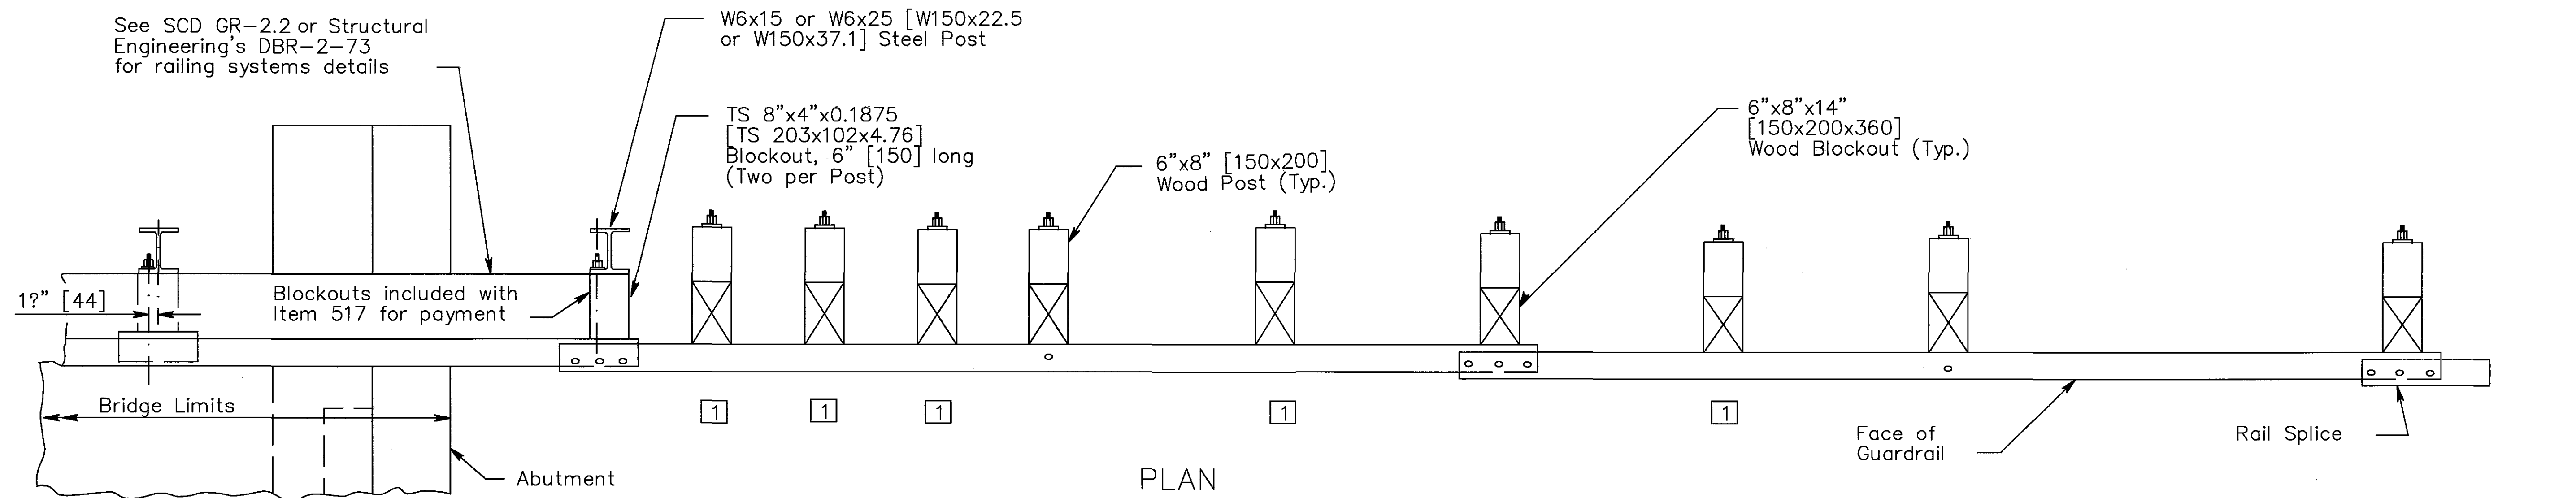 See SCD GR-2.2 or Structural
Engineering's DBR-2-73
for railing systems details
W6x15 or W6x25 [W150x22.5
or W150x37.1] Steel Post
TS 8"x4"x0.1875
[TS 203x102x4.76]
Blockout, 6" [150] long
(Two per Post)
6"x8" [150x200]
Wood Post (Typ.)
6"x8"x14"
[150x200x360]
Wood Blockout (Typ.)
1?" [44]
Blockouts included with
Item 517 for payment
Bridge Limits
1
1
1
1
1
Face of
Guardrail
Rail Splice
Abutment
PLAN